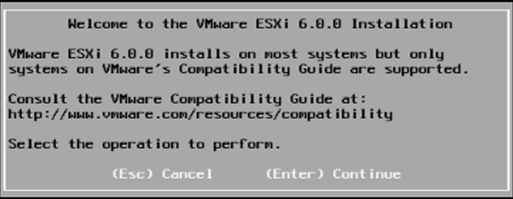 Welcome to the VMware ESXi 6.0.0 Installation
VMware ESXi 6.0.0 installs on most systems but only
systems on VMware's Compatibility Guide are supported.
Consult the VMware Compatibility Guide at:
http://www.vmware.com/resources/compatibility
Select the operation to perform.
(Esc) Cancel (Enter) Continue